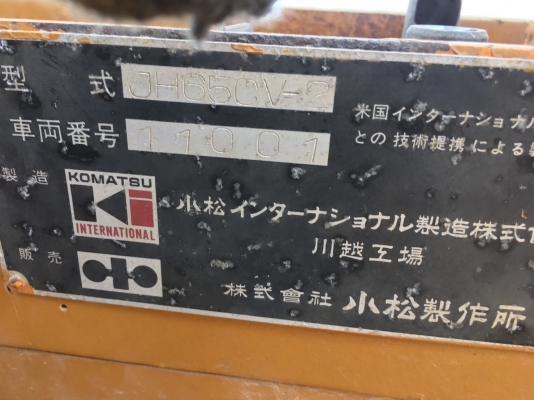 型式 JH65CV-2
米国インターナショナル
との技術提携による
車両番号 11001
製造 KOMATSU
INTERNATIONAL
小松インターナショナル製造株式
川越工場
販売 株式會社 小松製作所